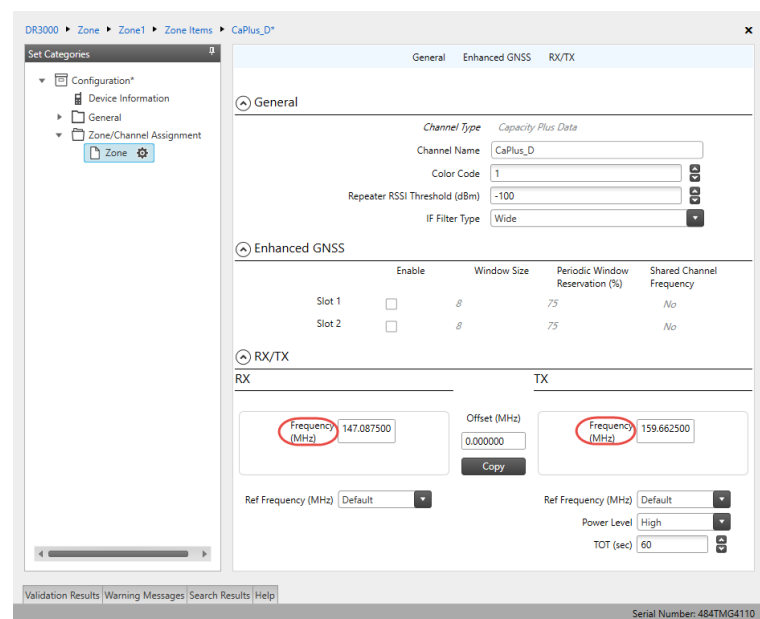 DR3000 Zone Zone1 Zone Items CaPlus_D* x
Set Categories
General Enhanced GNSS RX/TX
Configuration*
Device Information
General
Zone/Channel Assignment
Zone
General
Channel Type Capacity Plus Data
Channel Name CaPlus_D
Color Code 1
Repeater RSSI Threshold (dBm) -100
IF Filter Type Wide
Enhanced GNSS
Enable Window Size Periodic Window Reservation (%) Shared Channel Frequency
Slot 1 8 75 No
Slot 2 8 75 No
RX/TX
RX TX
Frequency (MHz) 147.087500 Offset (MHz) 0.000000 Frequency (MHz) 159.662500
Copy
Ref Frequency (MHz) Default Ref Frequency (MHz) Default
Power Level High
TOT (sec) 60
Validation Results Warning Messages Search Results Help
Serial Number: 484TMG4110